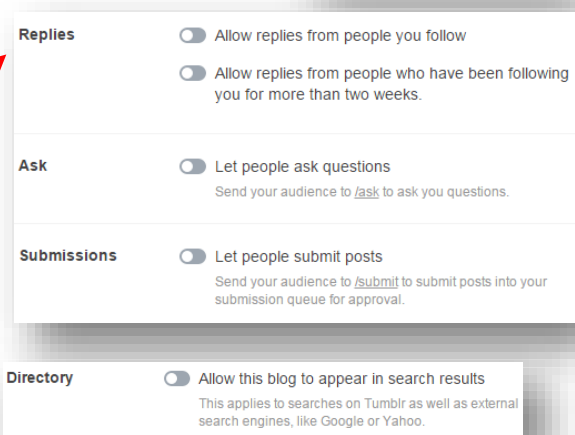 Replies Allow replies from people you follow
Allow replies from people who have been following
you for more than two weeks.
Ask Let people ask questions
Send your audience to /ask to ask you questions.
Submissions Let people submit posts
Send your audience to /submit to submit posts into your
submission queue for approval.
Directory Allow this blog to appear in search results
This applies to searches on Tumblr as well as external
search engines, like Google or Yahoo.